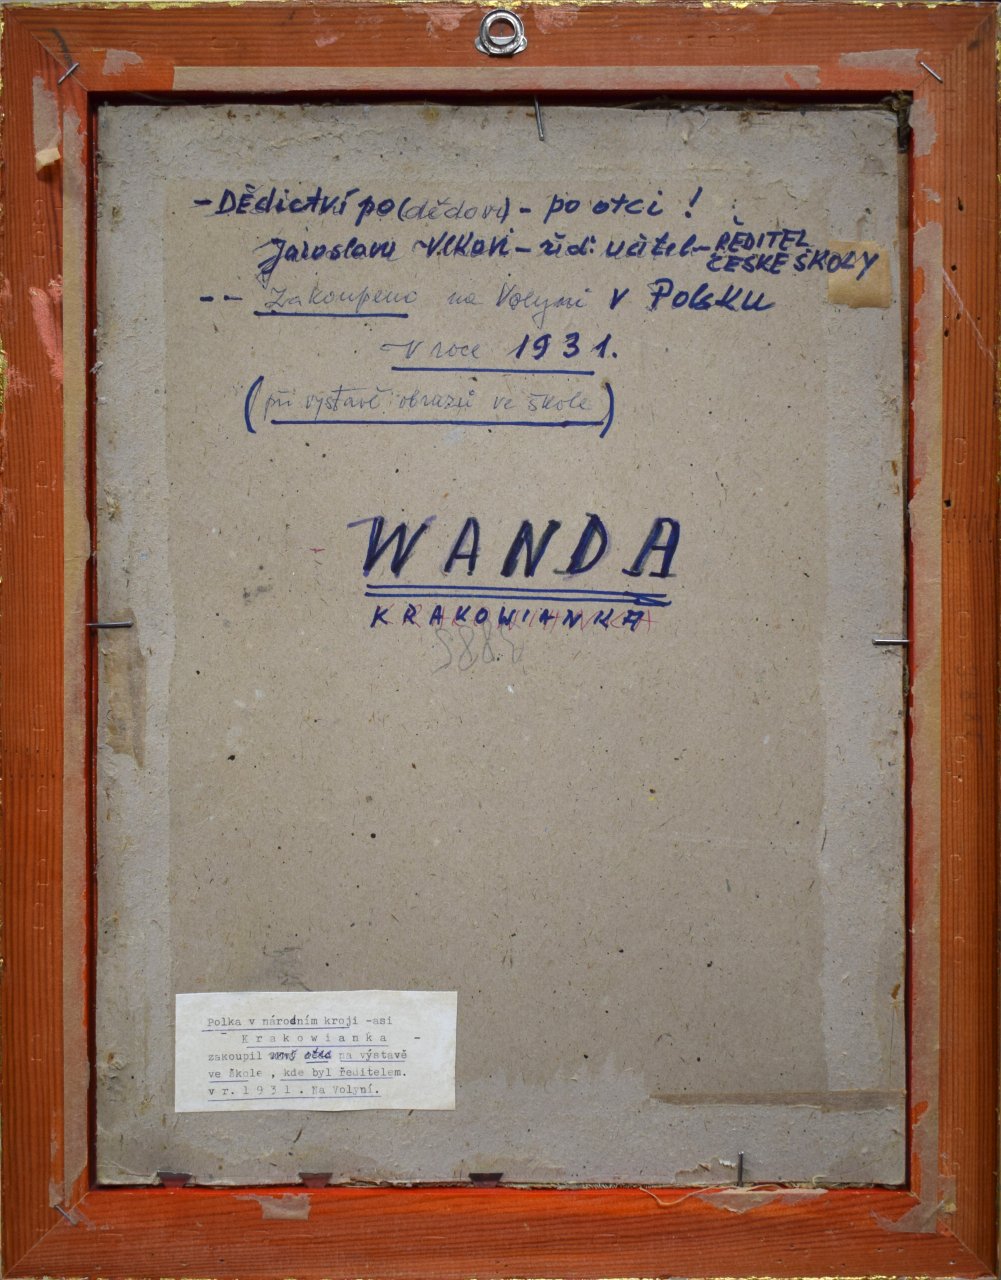 - DĚdictví po (dědovi) - po otci !
Jaroslavu Vlkovi - říd. učitel - ŘEDITEL
ČESKÉ ŠKOLY
-- Zakoupeno na Volyni v Polsku
V roce 1931.
(při výstavě obrazů ve škole)
WANDA
KRAKOWIANKA
Polka v národním kroji -asi
- K r a k o w i a n k a -
zakoupil můj otec na výstavě
ve škole , kde byl ředitelem.
v r. 1 9 3 1 . Na Volyni.